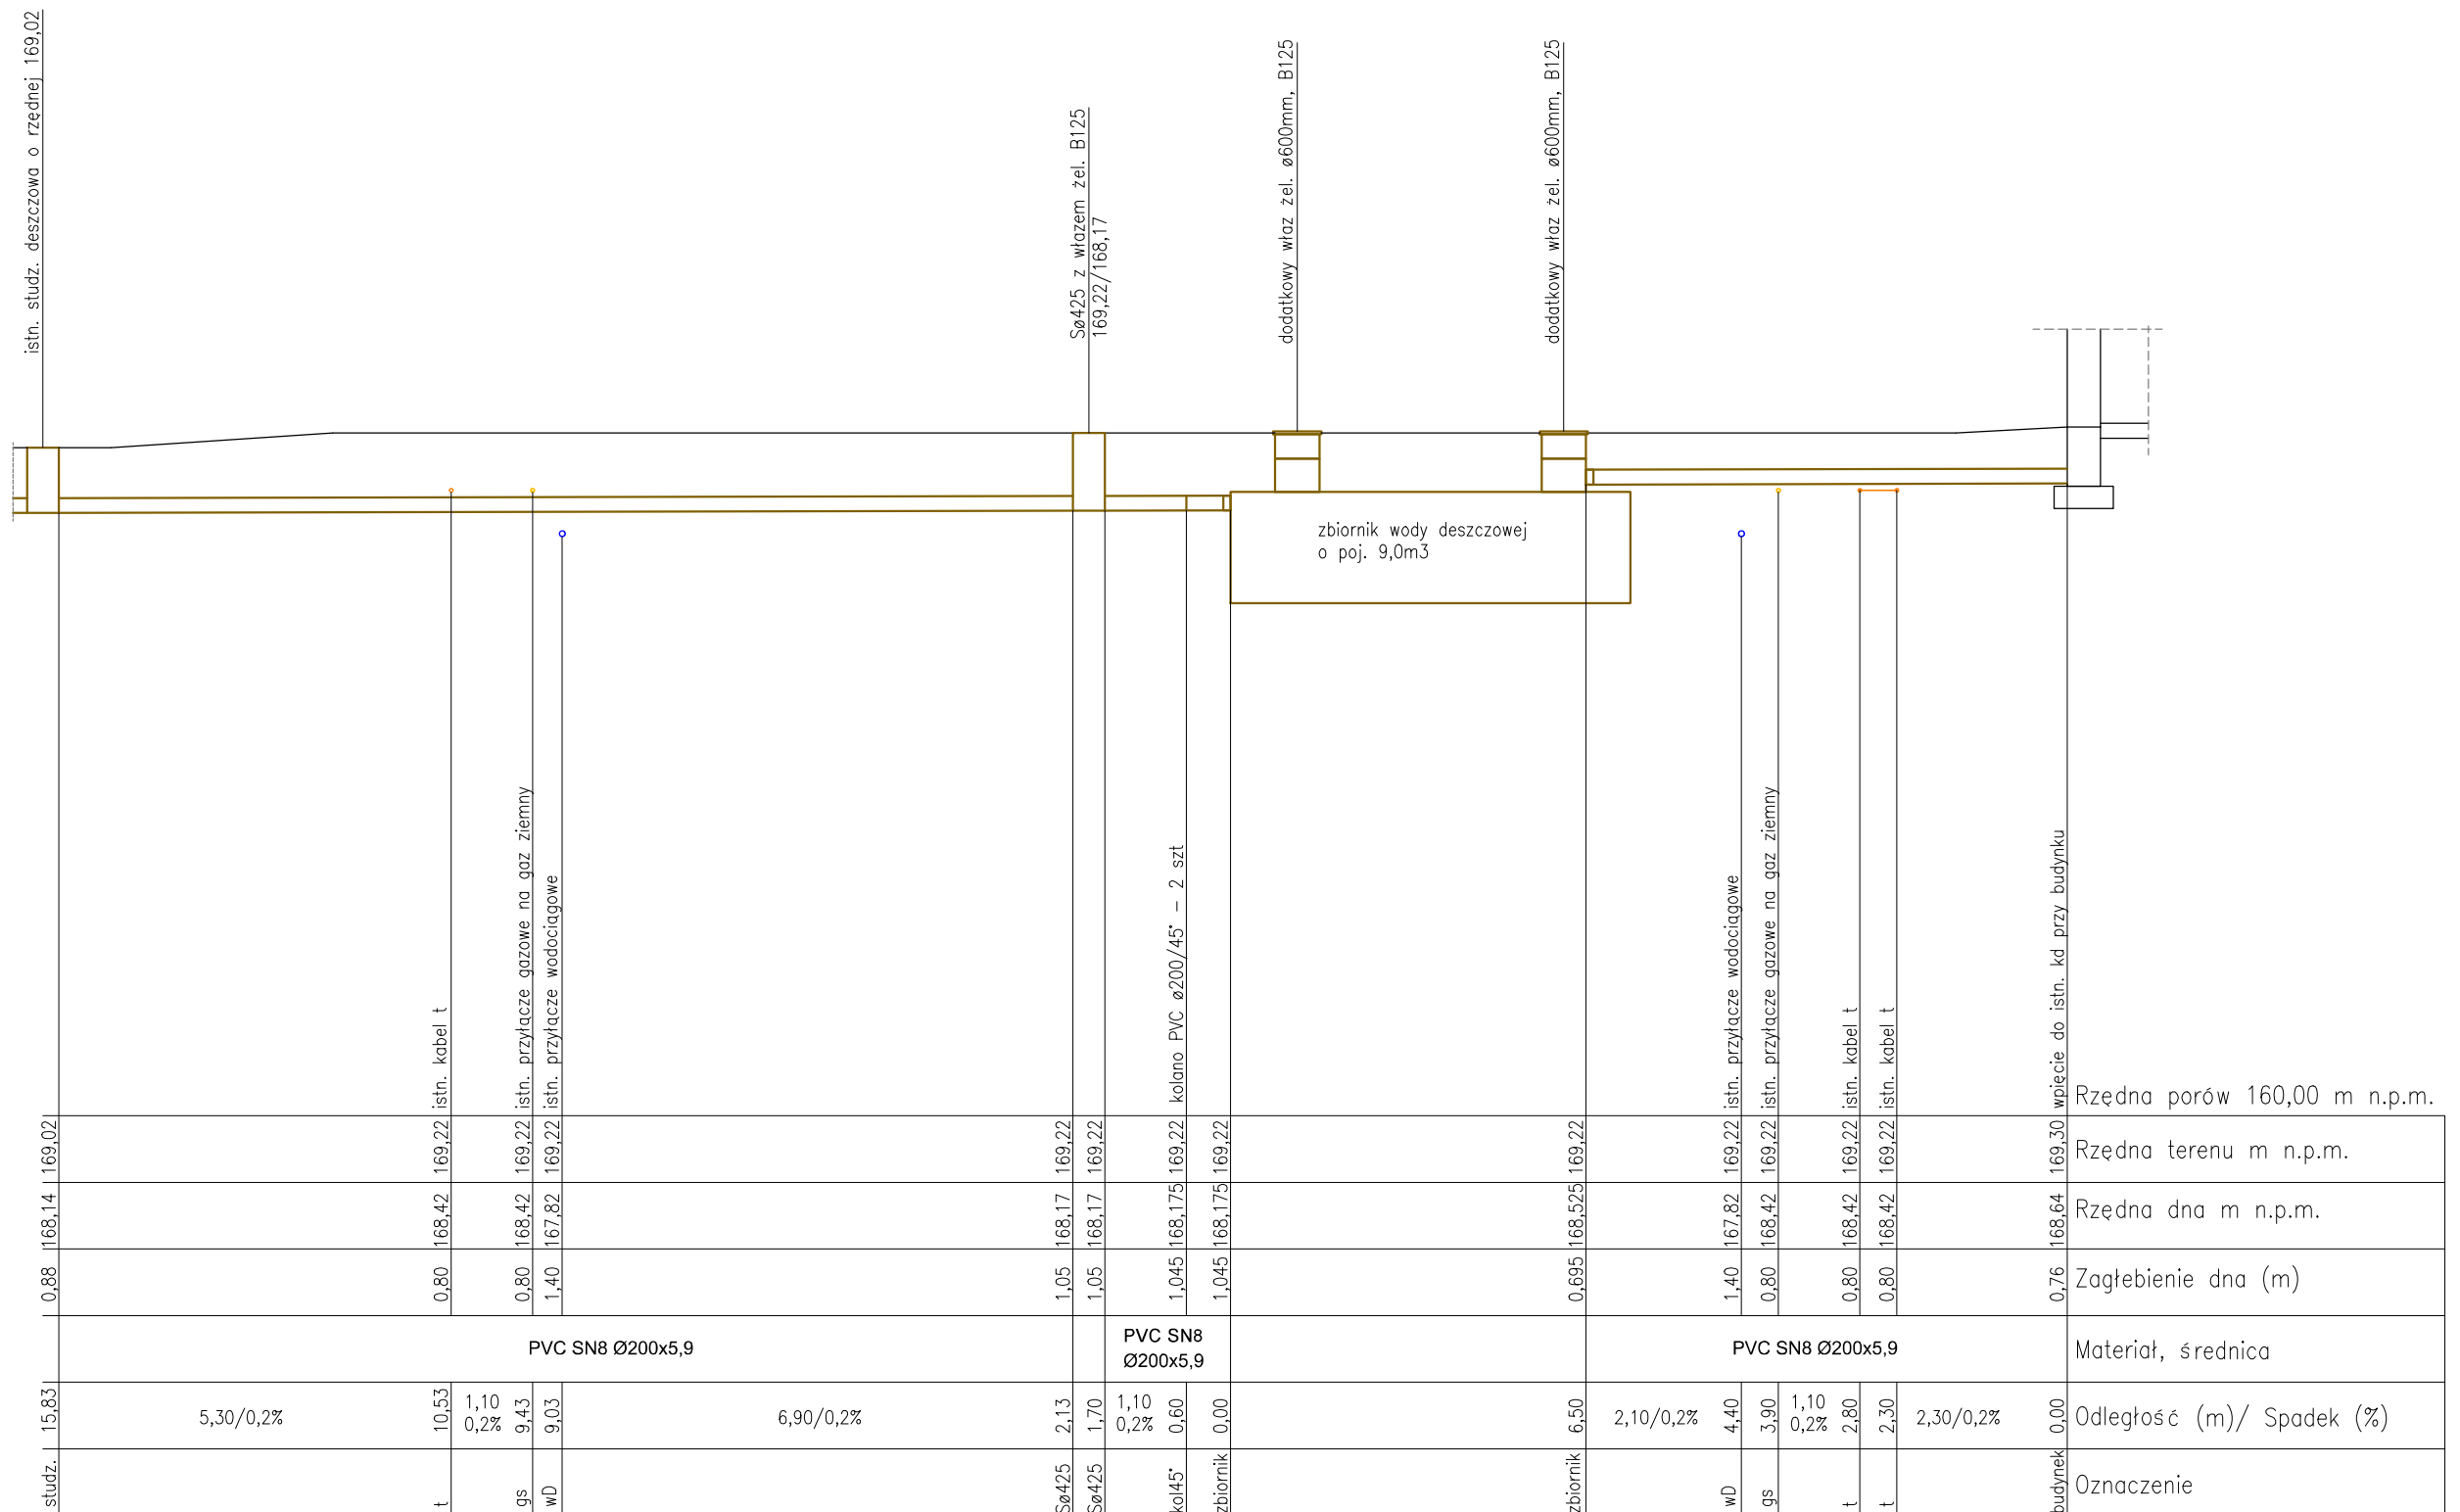 istn. studz. deszczowa o rzędnej 169,02
Sø425 z włazem żel. B125
169,22/168,17
dodatkowy właz żel. ø600mm, B125
dodatkowy właz żel. ø600mm, B125
zbiornik wody deszczowej
o poj. 9,0m3
istn. kabel t
istn. przyłącze gazowe na gaz ziemny
istn. przyłącze wodociągowe
kolano PVC ø200/45° – 2 szt
istn. przyłącze wodociągowe
istn. przyłącze gazowe na gaz ziemny
istn. kabel t
istn. kabel t
wpięcie do istn. kd przy budynku
Rzędna porów 160,00 m n.p.m.
169,02 169,22 169,22 169,22 169,22 169,22 169,22 169,22 169,22 169,22 169,22 169,22 169,22 169,30 Rzędna terenu m n.p.m.
168,14 168,42 168,42 167,82 168,17 168,17 168,175 168,175 168,525 167,82 168,42 168,42 168,42 168,64 Rzędna dna m n.p.m.
0,88 0,80 0,80 1,40 1,05 1,05 1,045 1,045 0,695 1,40 0,80 0,80 0,80 0,76 Zagłebienie dna (m)
PVC SN8 Ø200x5,9
PVC SN8
Ø200x5,9
PVC SN8 Ø200x5,9
Materiał, średnica
15,83 5,30/0,2% 10,53 1,10
0,2% 9,43 9,03 6,90/0,2% 2,13 1,70 1,10
0,2% 0,60 0,00 6,50 2,10/0,2% 4,40 3,90 1,10
0,2% 2,80 2,30 2,30/0,2% 0,00 Odległość (m)/ Spadek (%)
studz. t gs wD Sø425 Sø425 kol45° zbiornik zbiornik wD gs t t budynek Oznaczenie